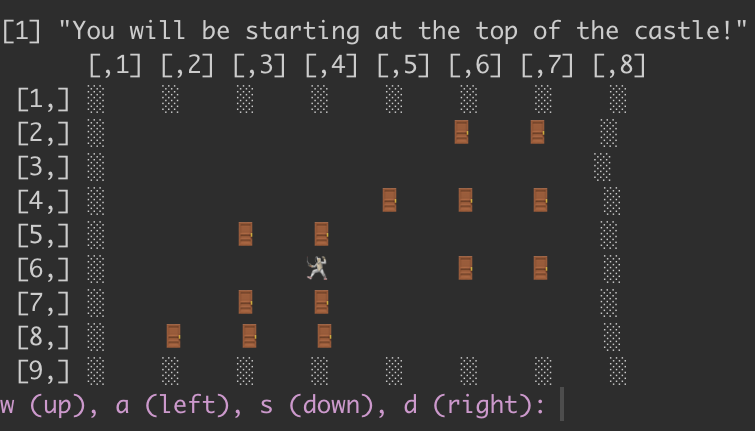 [1] "You will be starting at the top of the castle!"
[,1] [,2] [,3] [,4] [,5] [,6] [,7] [,8]
[1,] ░ ░ ░ ░ ░ ░ ░ ░
[2,] ░ 🚪 🚪 ░
[3,] ░ ░
[4,] ░ 🚪 🚪 🚪 ░
[5,] ░ 🚪 🚪 ░
[6,] ░ 🚪 🚪 ░
[7,] ░ 🚪 🚪 ░
[8,] ░ 🚪 🚪 🚪 ░
[9,] ░ ░ ░ ░ ░ ░ ░ ░
w (up), a (left), s (down), d (right):